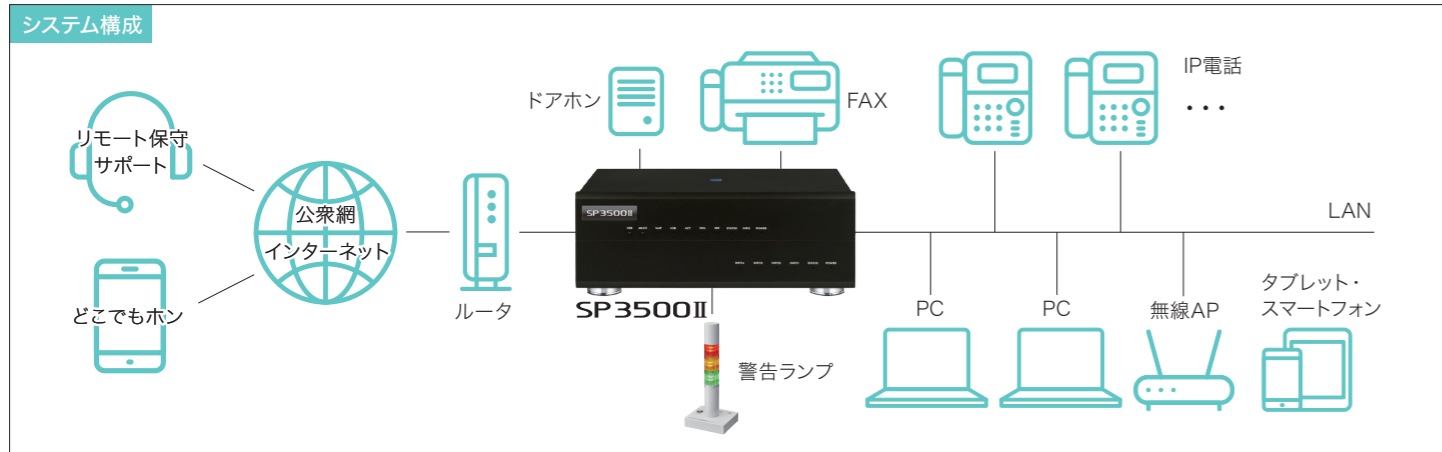 システム構成
リモート保守
サポート
公衆網
インターネット
どこでもホン
ルータ
ドアホン
FAX
SP3500Ⅱ
SP3500Ⅱ
警告ランプ
IP電話
・・・
LAN
PC
PC
無線AP
タブレット・
スマートフォン